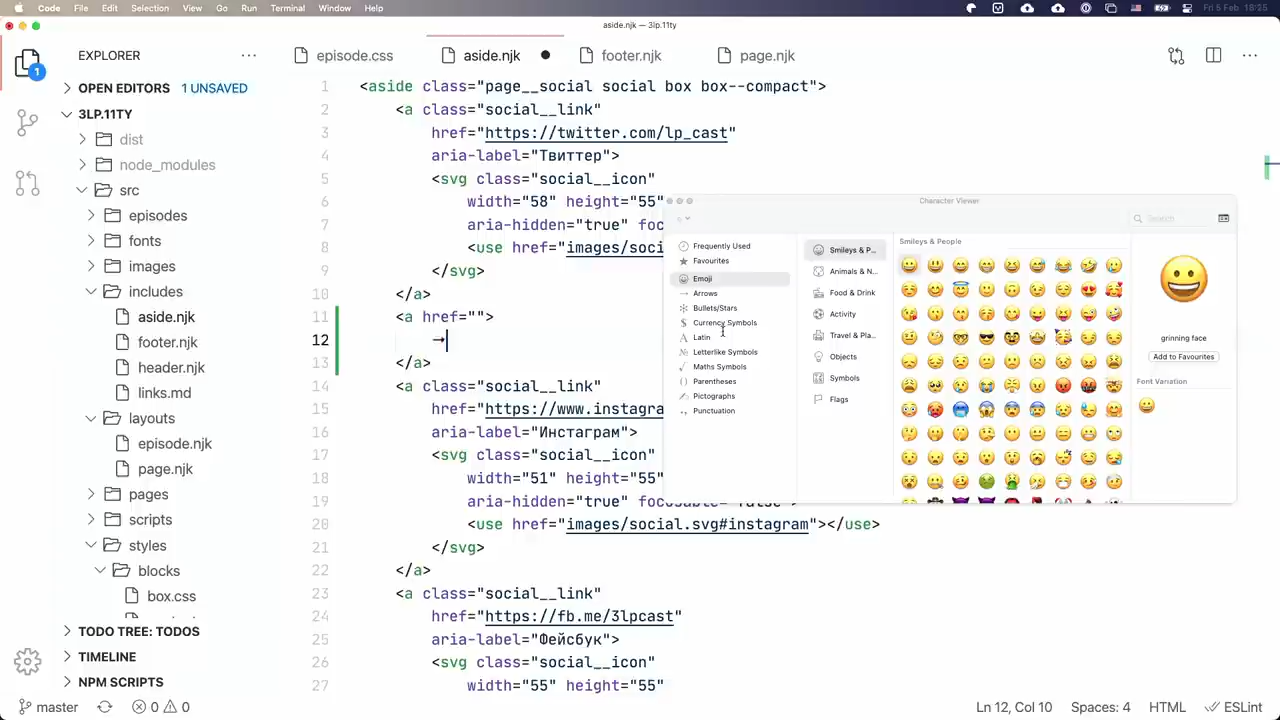 Code File Edit Selection View Go Run Terminal Window Help
Fri 5 Feb 18:25
aside.njk — 3lp.11ty
EXPLORER
episode.css
aside.njk
footer.njk
page.njk
1
OPEN EDITORS 1 UNSAVED
3LP.11TY
dist
node_modules
src
episodes
fonts
images
includes
aside.njk
footer.njk
header.njk
links.md
layouts
episode.njk
page.njk
pages
scripts
styles
blocks
box.css
TODO TREE: TODOS
TIMELINE
NPM SCRIPTS
1 <aside class="page__social social box box--compact">
2 <a class="social__link"
3 href="https://twitter.com/lp_cast"
4 aria-label="Твиттер">
5 <svg class="social__icon"
6 width="58" height="55"
7 aria-hidden="true" foc
8 <use href="images/soci
9 </svg>
10 </a>
11 <a href="">
12 →
13 </a>
14 <a class="social__link"
15 href="https://www.instagra
16 aria-label="Инстаграм">
17 <svg class="social__icon"
18 width="51" height="55"
19 aria-hidden="true" focusable="false">
20 <use href="images/social.svg#instagram"></use>
21 </svg>
22 </a>
23 <a class="social__link"
24 href="https://fb.me/3lpcast"
25 aria-label="Фейсбук">
26 <svg class="social__icon"
27 width="55" height="55"
Character Viewer
Search
Frequently Used
Favourites
Emoji
Arrows
Bullets/Stars
Currency Symbols
Latin
Letterlike Symbols
Maths Symbols
Parentheses
Pictographs
Punctuation
Smileys & P...
Animals & N...
Food & Drink
Activity
Travel & Pla...
Objects
Symbols
Flags
Smileys & People
grinning face
Add to Favourites
Font Variation
master
0 0
Ln 12, Col 10
Spaces: 4
HTML
ESLint